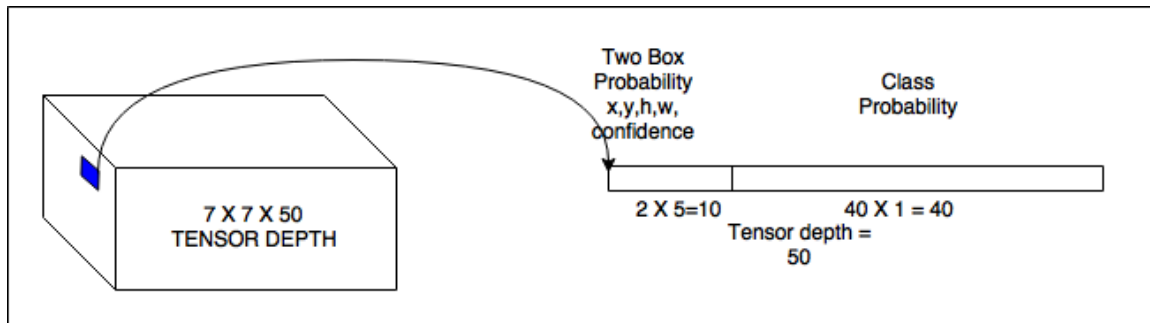 Two Box
Probability
x,y,h,w,
confidence
Class
Probability
7 X 7 X 50
TENSOR DEPTH
2 X 5=10
40 X 1 = 40
Tensor depth =
50